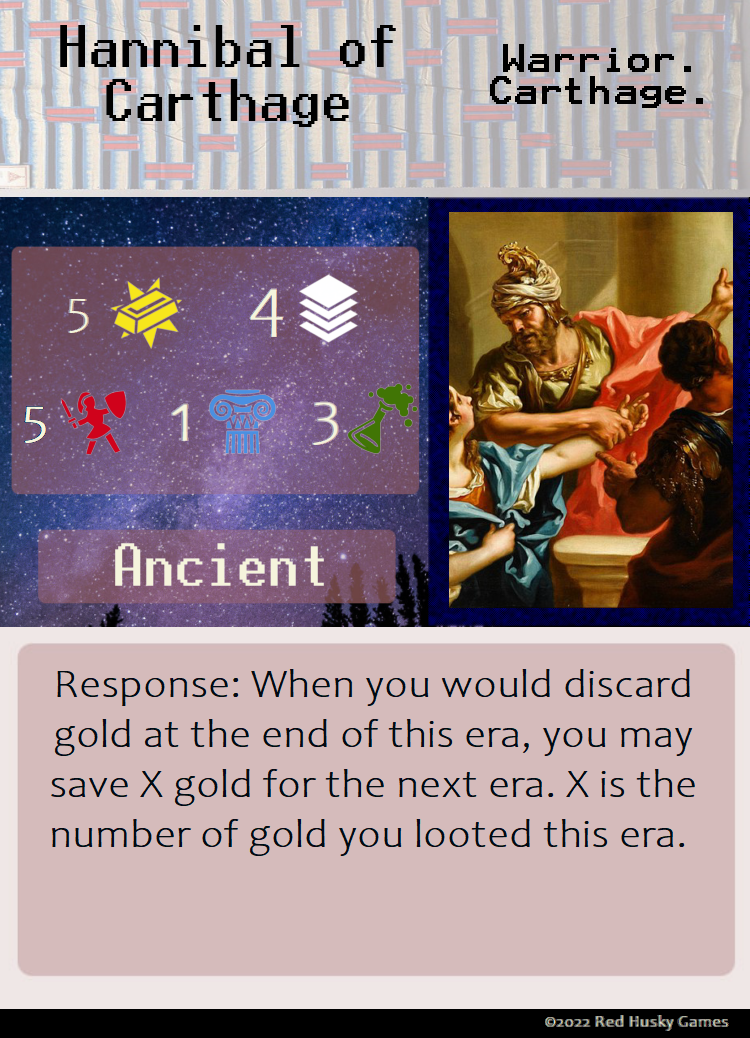 Hannibal of
Carthage
Warrior.
Carthage.
5
4
5
1
3
Ancient
Response: When you would discard
gold at the end of this era, you may
save X gold for the next era. X is the
number of gold you looted this era.
©2022 Red Husky Games